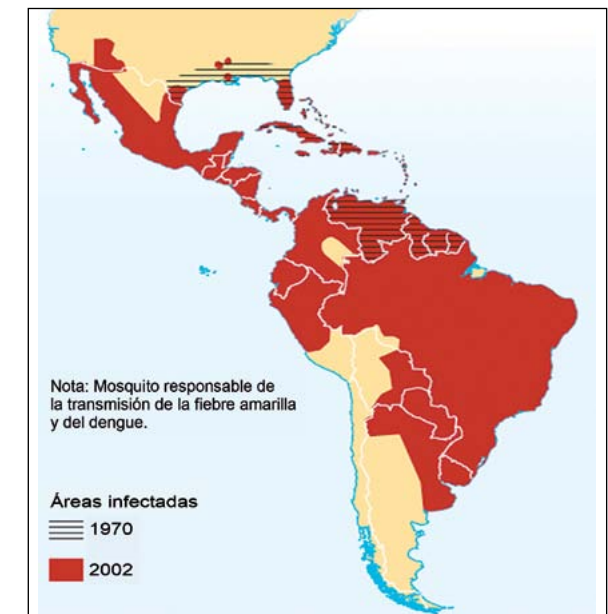 Nota: Mosquito responsable de
la transmisión de la fiebre amarilla
y del dengue.
Áreas infectadas
1970
2002